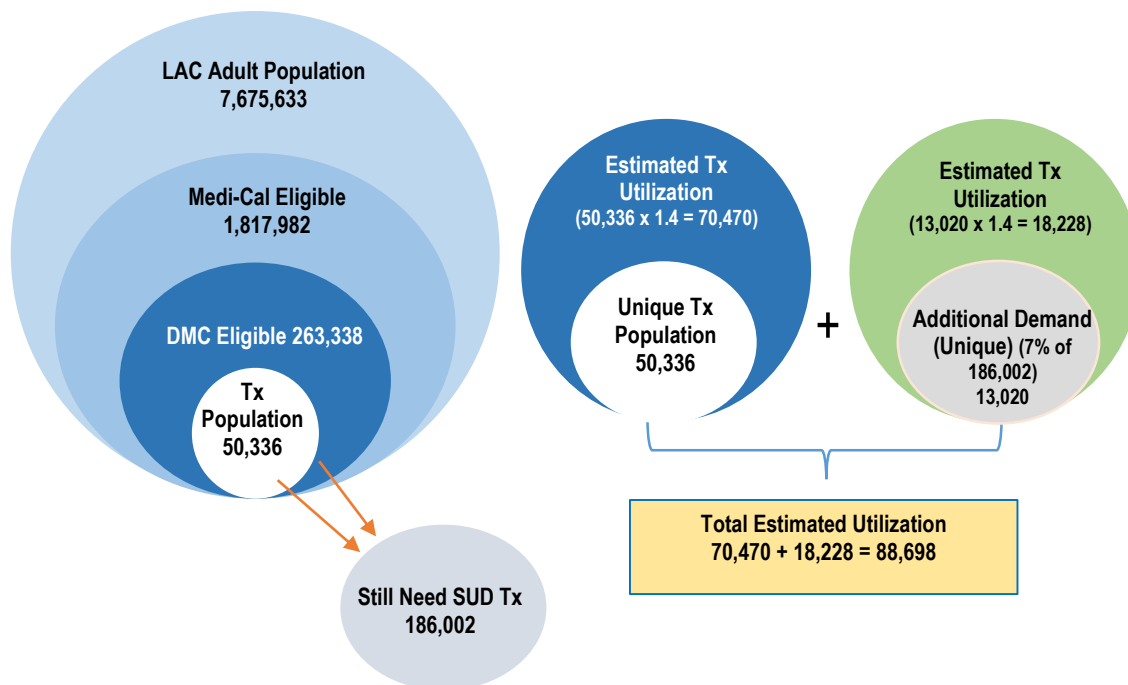 LAC Adult Population
7,675,633
Medi-Cal Eligible
1,817,982
DMC Eligible 263,338
Tx
Population
50,336
Still Need SUD Tx
186,002
Estimated Tx
Utilization
(50,336 x 1.4 = 70,470)
Unique Tx
Population
50,336
+
Estimated Tx
Utilization
(13,020 x 1.4 = 18,228)
Additional Demand
(Unique) (7% of
186,002)
13,020
Total Estimated Utilization
70,470 + 18,228 = 88,698